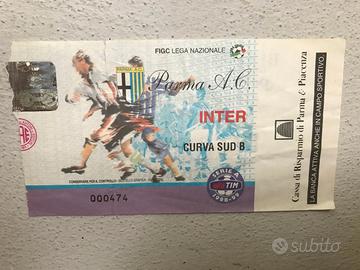 FIGC LEGA NAZIONALE
PARMA A.C.
Parma A.C.
INTER
CURVA SUD B
000474
SERIE A
TIM
Cassa di Risparmio di Parma & Piacenza
LA BANCA ATTIVA ANCHE IN CAMPO SPORTIVO
subito